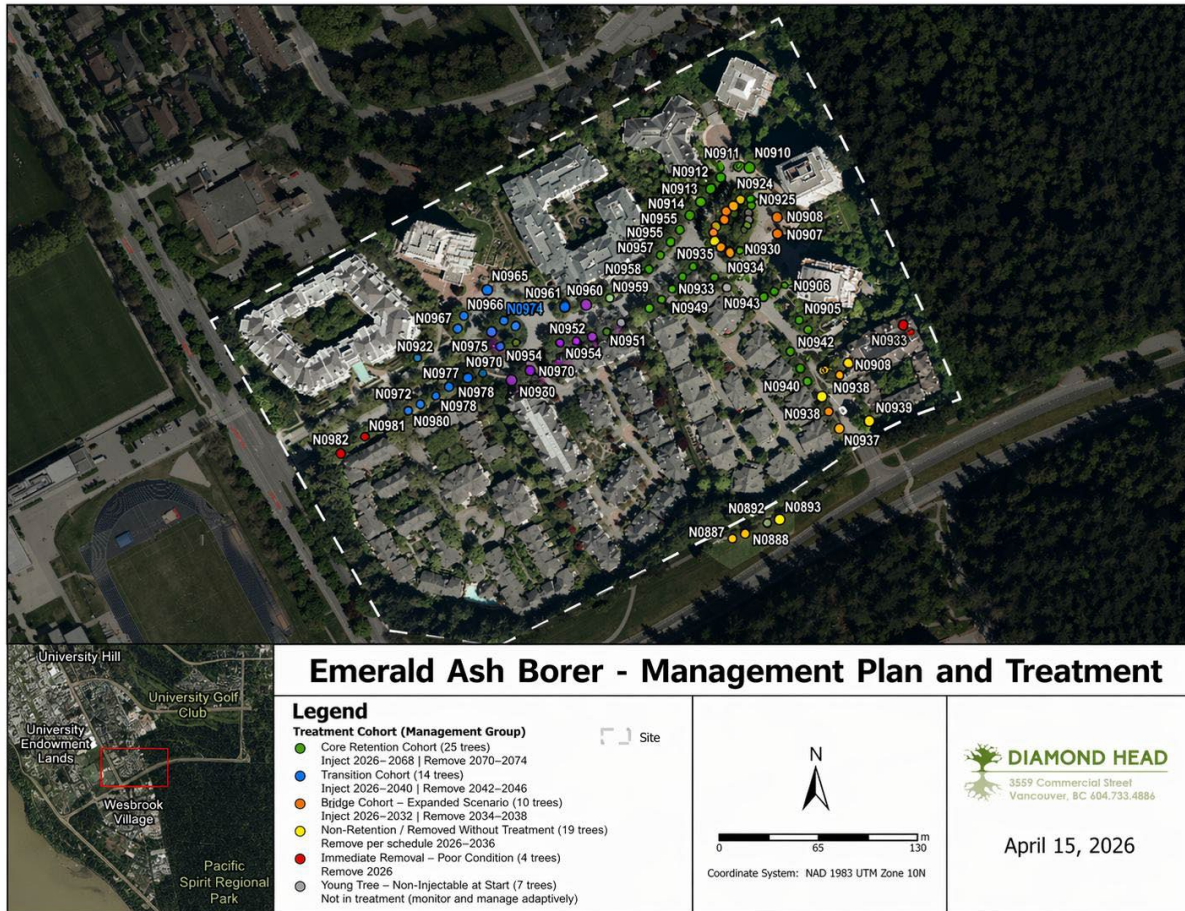 N0911
N0910
N0912
N0924
N0913
N0925
N0914
N0908
N0955
N0955
N0907
N0957
N0935
N0930
N0958
N0934
N0965
N0933
N0906
N0961
N0960
N0959
N0943
N0966
N0974
N0949
N0905
N0967
N0952
N0951
N0933
N0975
N0954
N0954
N0942
N0922
N0970
N0908
N0977
N0970
N0940
N0938
N0978
N0930
N0972
N0978
N0938
N0939
N0980
N0981
N0937
N0982
N0893
N0892
N0887
N0888
University Hill
University Golf
Club
University
Endowment
Lands
Wesbrook
Village
Pacific
Spirit Regional
Park
Emerald Ash Borer - Management Plan and Treatment
Legend
Treatment Cohort (Management Group)
Site
Core Retention Cohort (25 trees)
Inject 2026–2068 | Remove 2070–2074
Transition Cohort (14 trees)
Inject 2026–2040 | Remove 2042–2046
Bridge Cohort – Expanded Scenario (10 trees)
Inject 2026–2032 | Remove 2034–2038
Non-Retention / Removed Without Treatment (19 trees)
Remove per schedule 2026–2036
Immediate Removal – Poor Condition (4 trees)
Remove 2026
Young Tree – Non-Injectable at Start (7 trees)
Not in treatment (monitor and manage adaptively)
N
0 65 130 m
Coordinate System: NAD 1983 UTM Zone 10N
DIAMOND HEAD
3559 Commercial Street
Vancouver, BC 604.733.4886
April 15, 2026